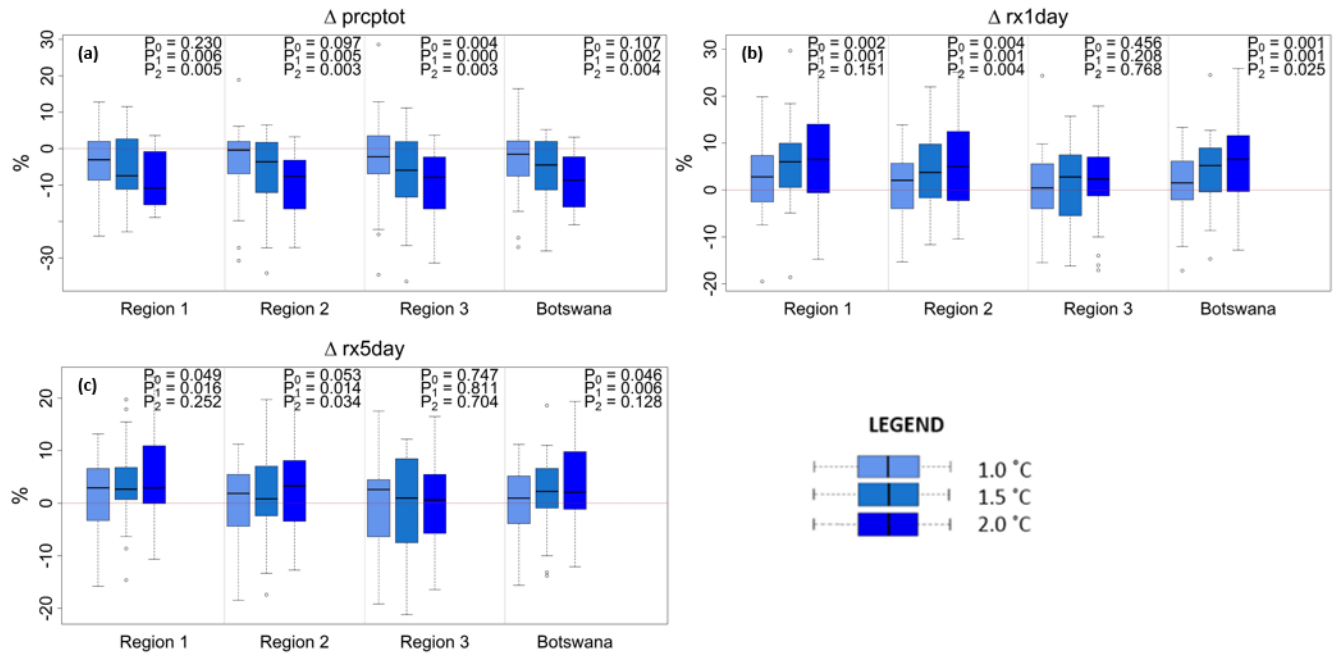 Δ prcptot
(a)
P0 = 0.230
P1 = 0.006
P2 = 0.005
P0 = 0.097
P1 = 0.005
P2 = 0.003
P0 = 0.004
P1 = 0.000
P2 = 0.003
P0 = 0.107
P1 = 0.002
P2 = 0.004
30
20
10
0
-10
-30
%
Region 1 Region 2 Region 3 Botswana
Δ rx1day
(b)
P0 = 0.002
P1 = 0.001
P2 = 0.151
P0 = 0.004
P1 = 0.001
P2 = 0.004
P0 = 0.456
P1 = 0.208
P2 = 0.768
P0 = 0.001
P1 = 0.001
P2 = 0.025
30
20
10
0
-10
-20
%
Region 1 Region 2 Region 3 Botswana
Δ rx5day
(c)
P0 = 0.049
P1 = 0.016
P2 = 0.252
P0 = 0.053
P1 = 0.014
P2 = 0.034
P0 = 0.747
P1 = 0.811
P2 = 0.704
P0 = 0.046
P1 = 0.006
P2 = 0.128
20
10
0
-10
-20
%
Region 1 Region 2 Region 3 Botswana
LEGEND
1.0 °C
1.5 °C
2.0 °C